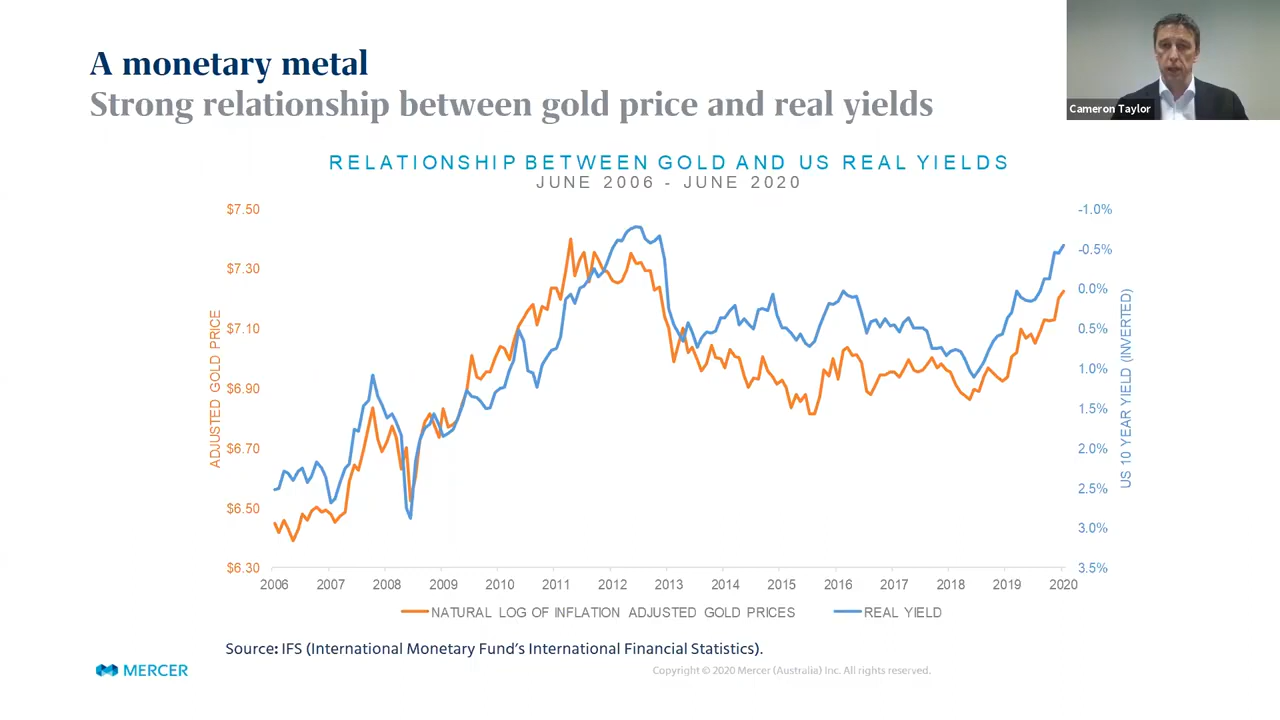 A monetary metal
Strong relationship between gold price and real yields
Cameron Taylor
RELATIONSHIP BETWEEN GOLD AND US REAL YIELDS
JUNE 2006 - JUNE 2020
$7.50
$7.30
$7.10
$6.90
$6.70
$6.50
$6.30
ADJUSTED GOLD PRICE
-1.0%
-0.5%
0.0%
0.5%
1.0%
1.5%
2.0%
2.5%
3.0%
3.5%
US 10 YEAR YIELD (INVERTED)
2006 2007 2008 2009 2010 2011 2012 2013 2014 2015 2016 2017 2018 2019 2020
NATURAL LOG OF INFLATION ADJUSTED GOLD PRICES REAL YIELD
Source: IFS (International Monetary Fund's International Financial Statistics).
MERCER
Copyright © 2020 Mercer (Australia) Inc. All rights reserved.